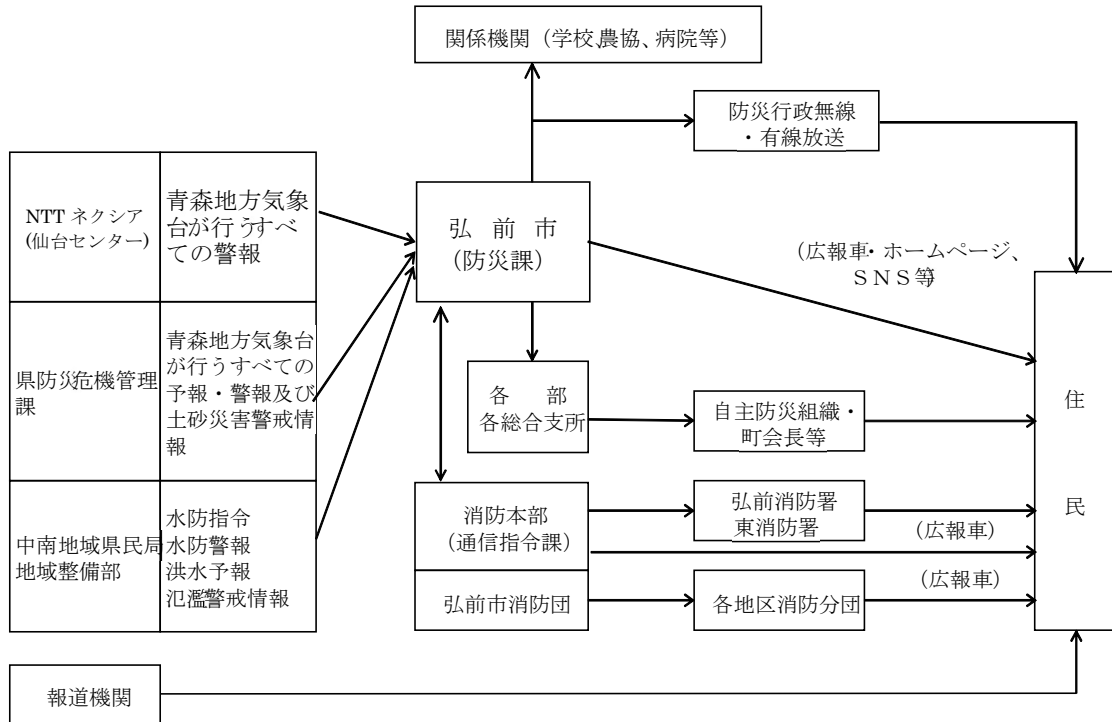 関係機関（学校、農協、病院等）
防災行政無線
・有線放送
NTT ネクシア
(仙台センター)
青森地方気象
台が行うすべ
ての警報
弘前市
(防災課)
(広報車・ホームページ、
ＳＮＳ等)
県防災危機管理
課
青森地方気象台
が行うすべての
予報・警報及び
土砂災害警戒情
報
各部
各総合支所
自主防災組織・
町会長等
住
民
中南地域県民局
地域整備部
水防指令
水防警報
洪水予報
氾濫警戒情報
消防本部
(通信指令課)
弘前消防署
東消防署
(広報車)
弘前市消防団
各地区消防分団
(広報車)
報道機関